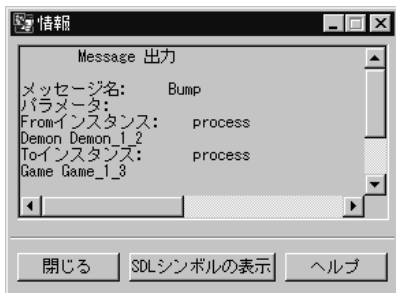 情報
Message 出力
メッセージ名: Bump
パラメータ:
Fromインスタンス: process
Demon Demon_1_2
Toインスタンス: process
Game Game_1_3
閉じる
SDLシンボルの表示
ヘルプ